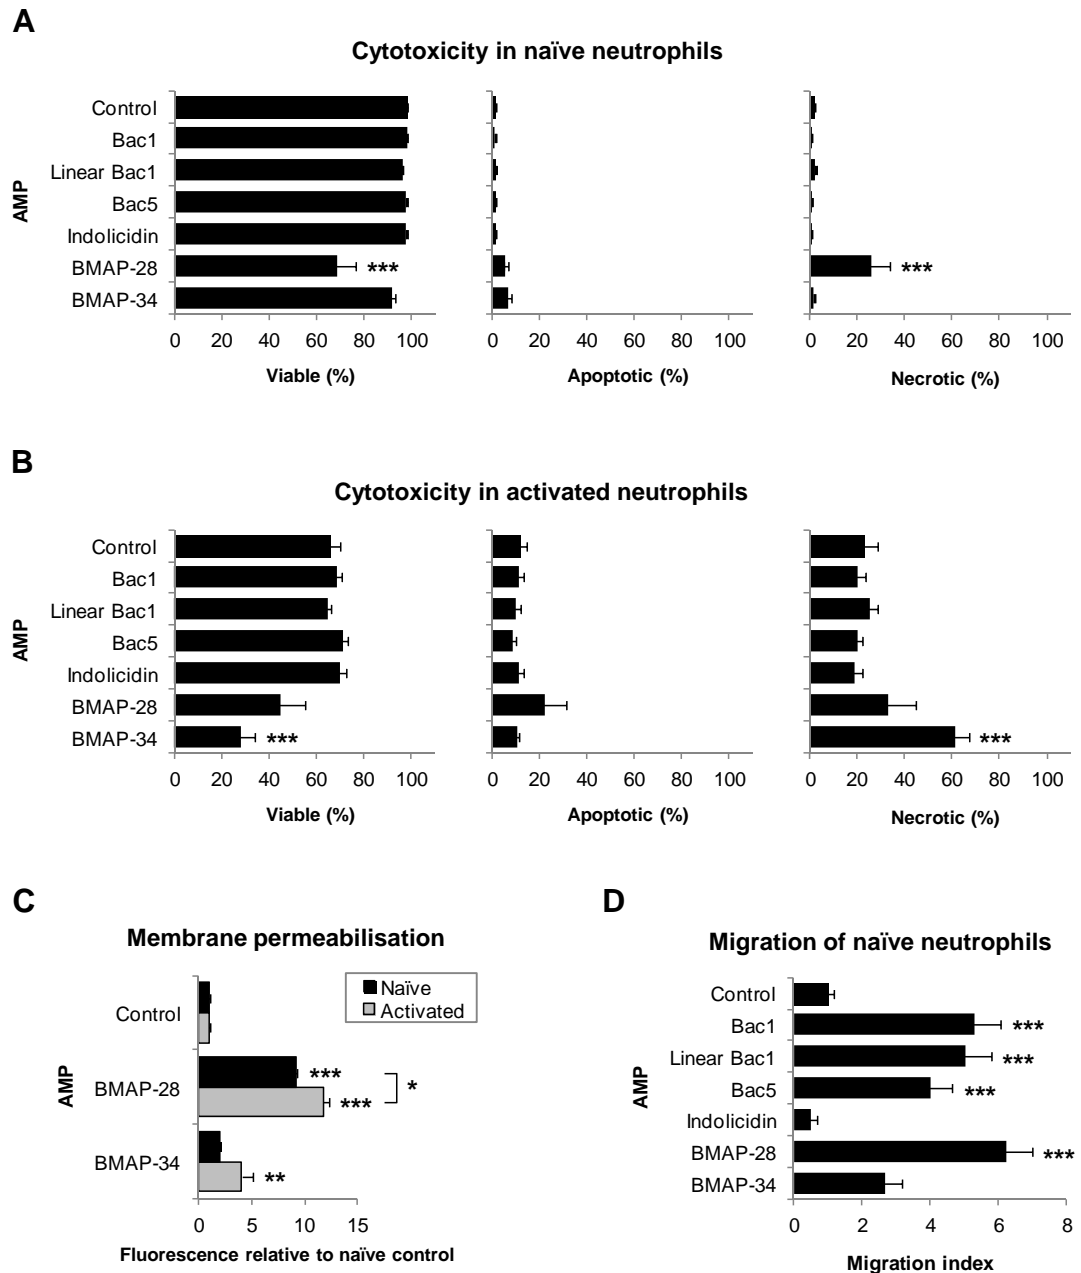 A
Cytotoxicity in naïve neutrophils
AMP
Control
Bac1
Linear Bac1
Bac5
Indolicidin
BMAP-28 *** ***
BMAP-34
0 20 40 60 80 100 0 20 40 60 80 100 0 20 40 60 80 100
Viable (%) Apoptotic (%) Necrotic (%)
B
Cytotoxicity in activated neutrophils
AMP
Control
Bac1
Linear Bac1
Bac5
Indolicidin
BMAP-28
BMAP-34 *** ***
0 20 40 60 80 100 0 20 40 60 80 100 0 20 40 60 80 100
Viable (%) Apoptotic (%) Necrotic (%)
C
Membrane permeabilisation
Naïve
Activated
AMP
Control
BMAP-28 *** *** *
BMAP-34 **
0 5 10 15
Fluorescence relative to naïve control
D
Migration of naïve neutrophils
AMP
Control
Bac1 ***
Linear Bac1 ***
Bac5 ***
Indolicidin
BMAP-28 ***
BMAP-34
0 2 4 6 8
Migration index